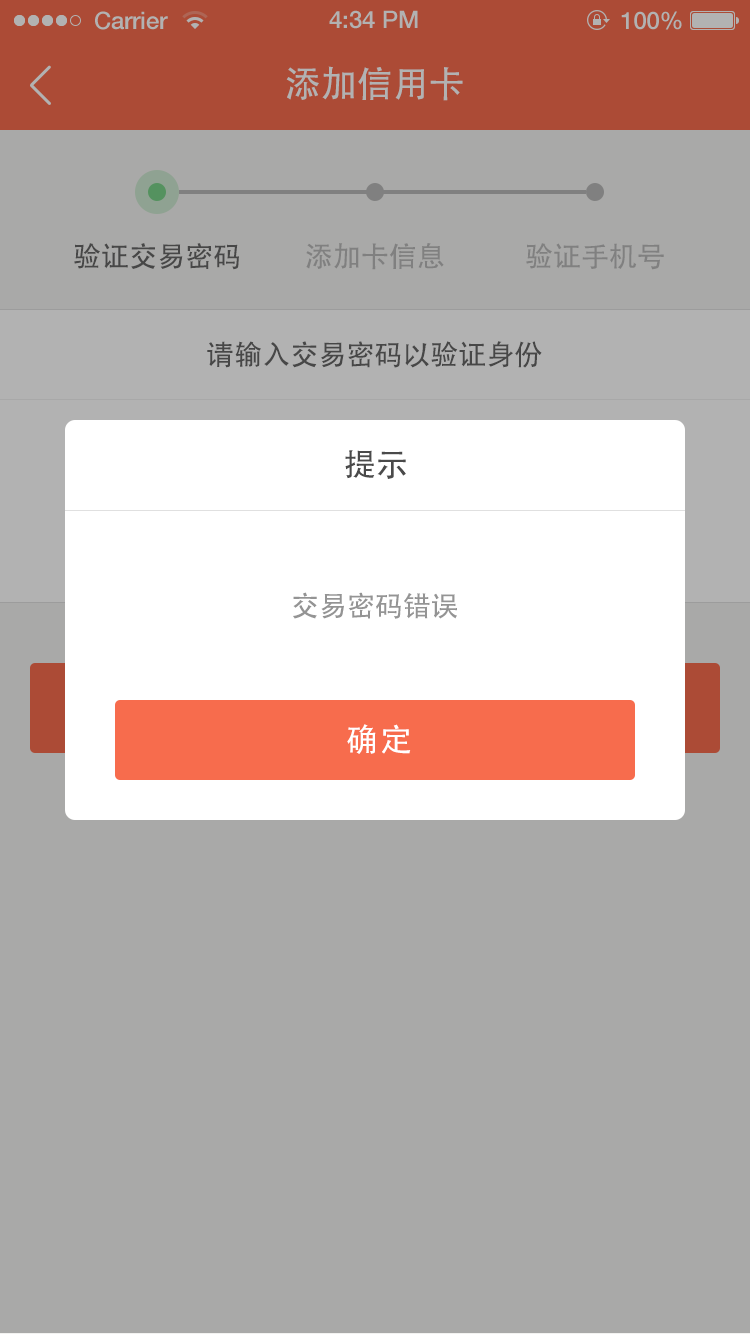 Carrier 4:34 PM 100%
添加信用卡
验证交易密码 添加卡信息 验证手机号
请输入交易密码以验证身份
提示
交易密码错误
确定